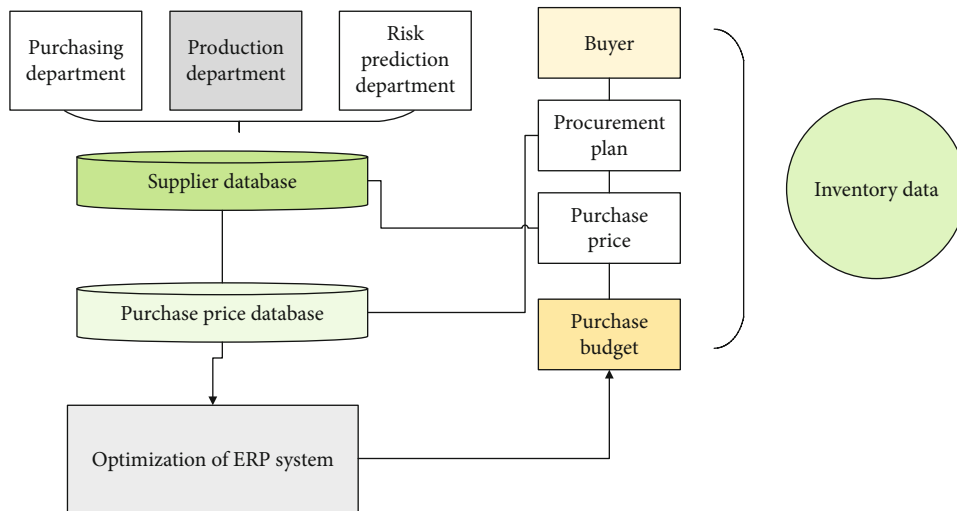 Purchasing
department
Production
department
Risk
prediction
department
Supplier database
Purchase price database
Optimization of ERP system
Buyer
Procurement
plan
Purchase
price
Purchase
budget
Inventory data